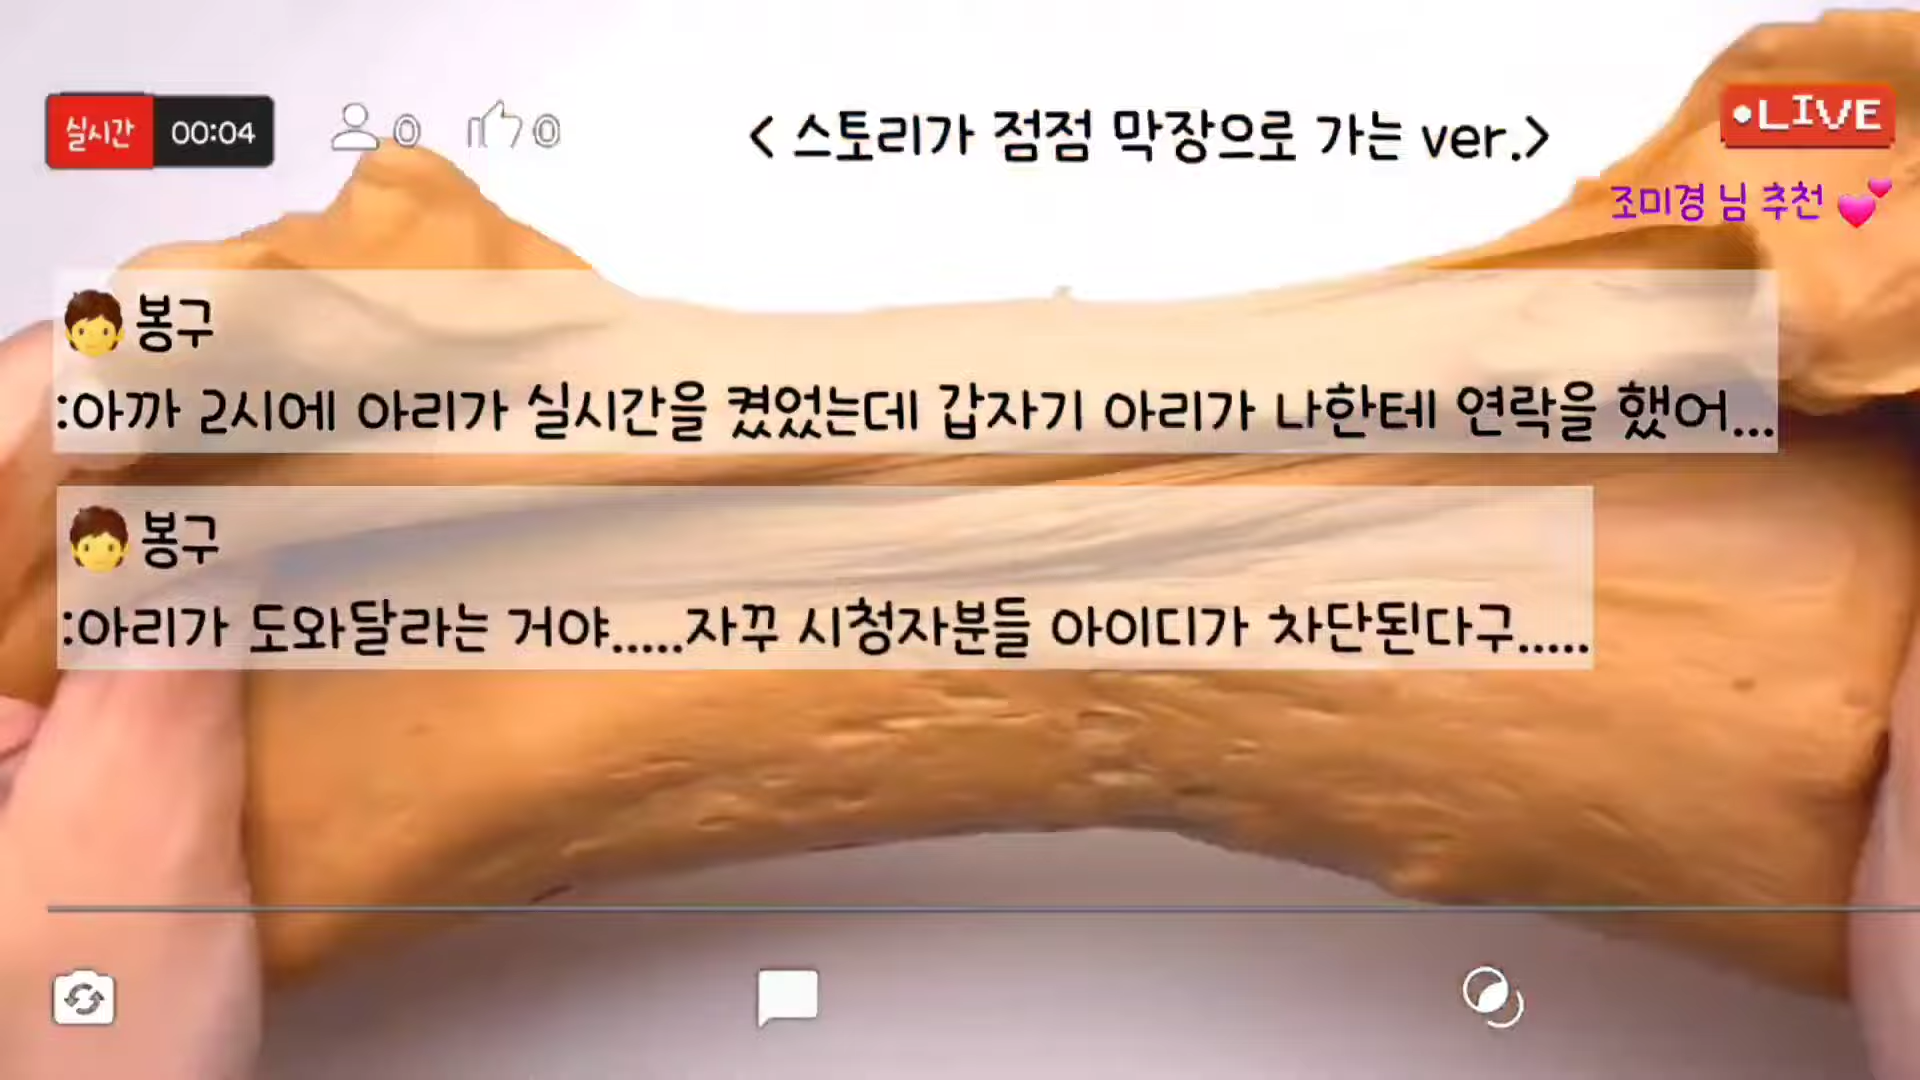 실시간 00:04 0 0 < 스토리가 점점 막장으로 가는 ver.> LIVE
조미경 님 추천
봉구
:아까 2시에 아리가 실시간을 켰었는데 갑자기 아리가 나한테 연락을 했어...
봉구
:아리가 도와달라는 거야.....자꾸 시청자분들 아이디가 차단된다구.....